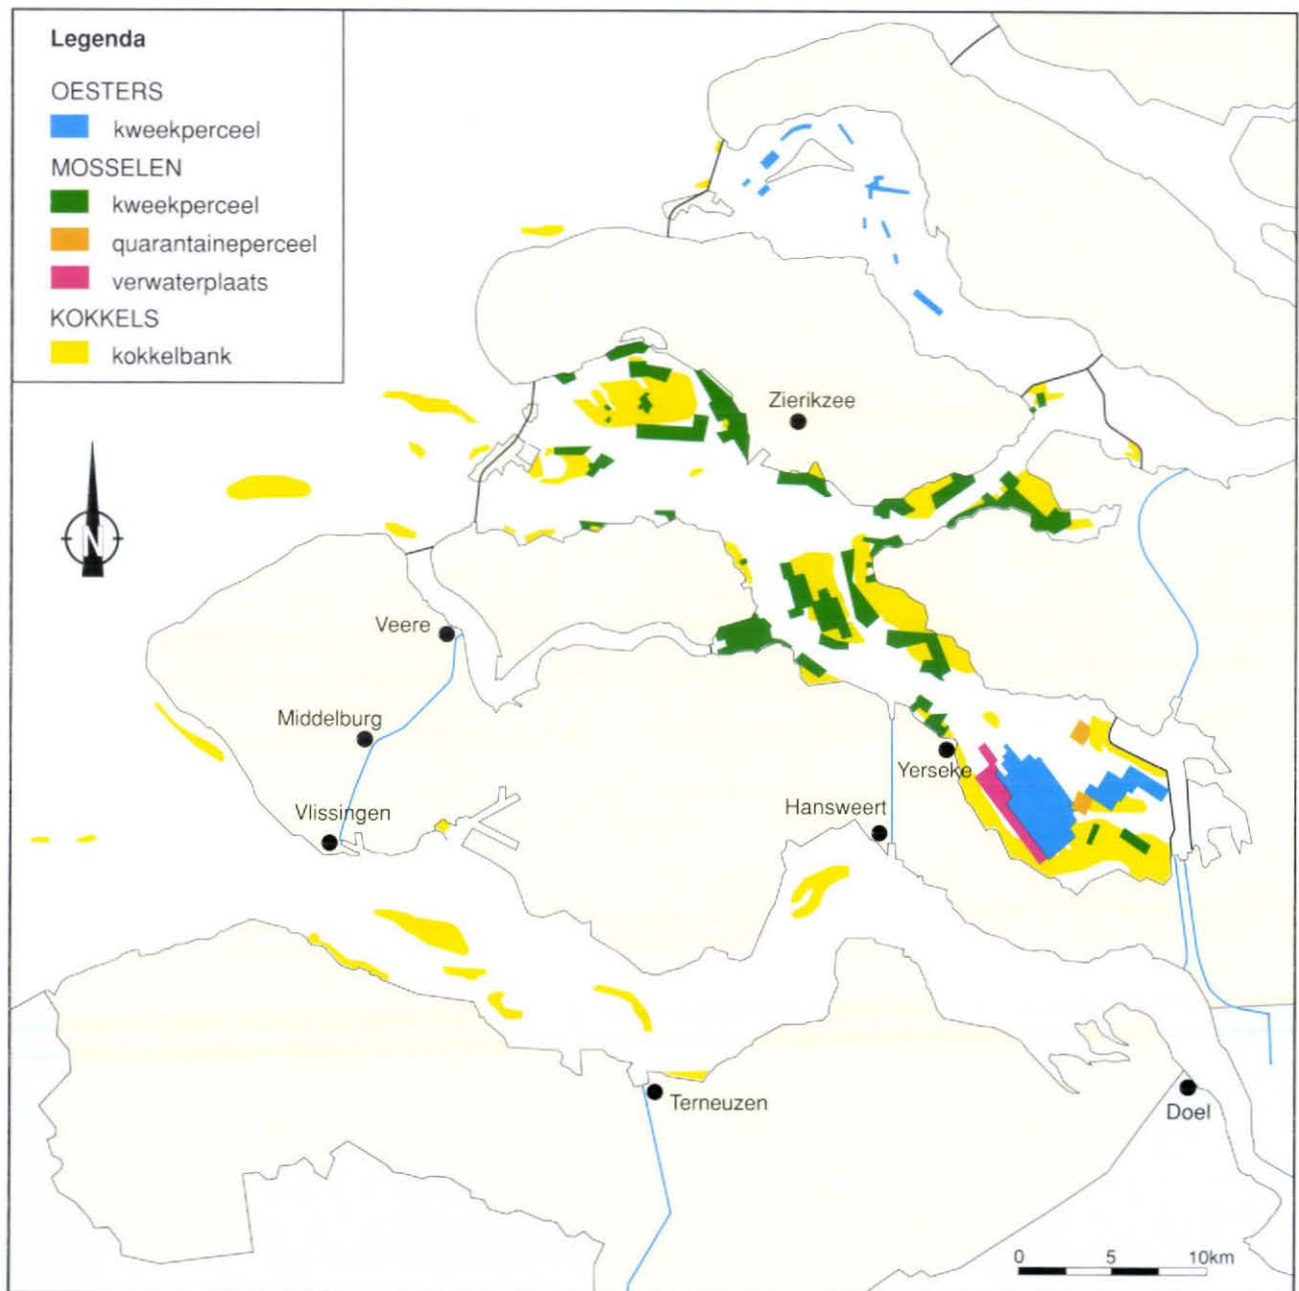 Legenda
OESTERS
kweekperceel
MOSSELEN
kweekperceel
quarantaineperceel
verwaterplaats
KOKKELS
kokkelbank
Zierikzee
N
Veere
Middelburg
Yerseke
Vlissingen
Hansweert
Terneuzen
Doel
0 5 10km